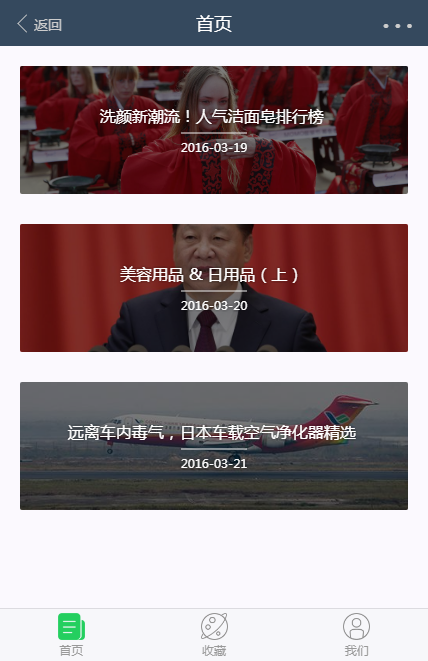 返回
首页
洗颜新潮流！人气洁面皂排行榜
2016-03-19
美容用品 & 日用品（上）
2016-03-20
远离车内毒气，日本车载空气净化器精选
2016-03-21
首页
收藏
我们